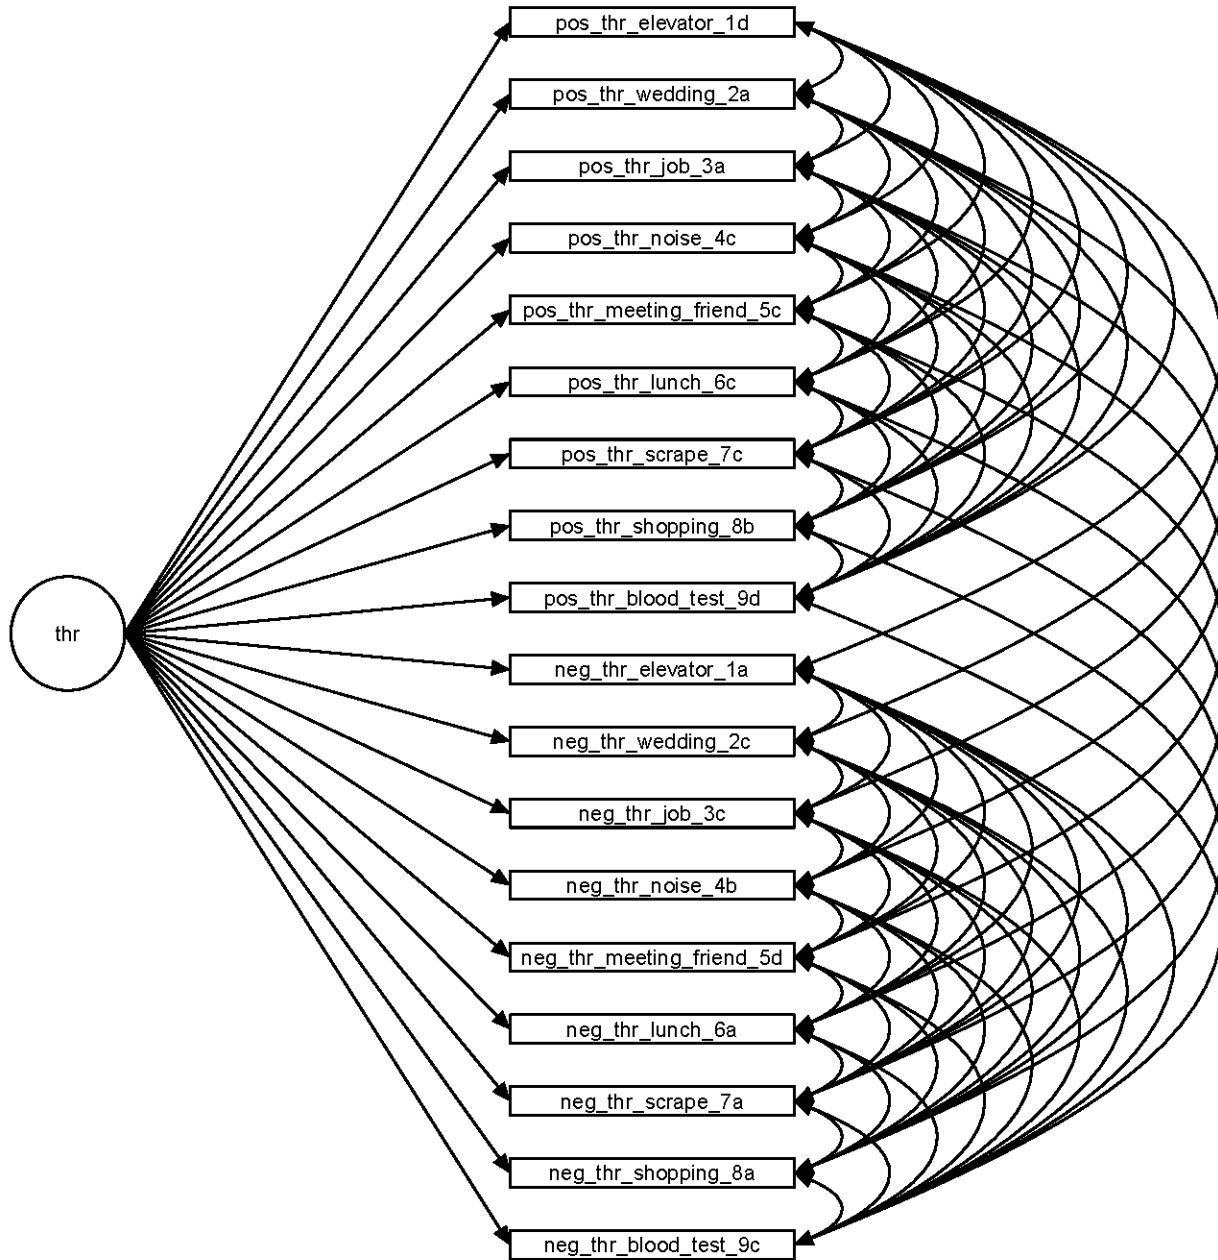 pos_thr_elevator_1d
pos_thr_wedding_2a
pos_thr_job_3a
pos_thr_noise_4c
pos_thr_meeting_friend_5c
pos_thr_lunch_6c
pos_thr_scrape_7c
pos_thr_shopping_8b
pos_thr_blood_test_9d
thr
neg_thr_elevator_1a
neg_thr_wedding_2c
neg_thr_job_3c
neg_thr_noise_4b
neg_thr_meeting_friend_5d
neg_thr_lunch_6a
neg_thr_scrape_7a
neg_thr_shopping_8a
neg_thr_blood_test_9c